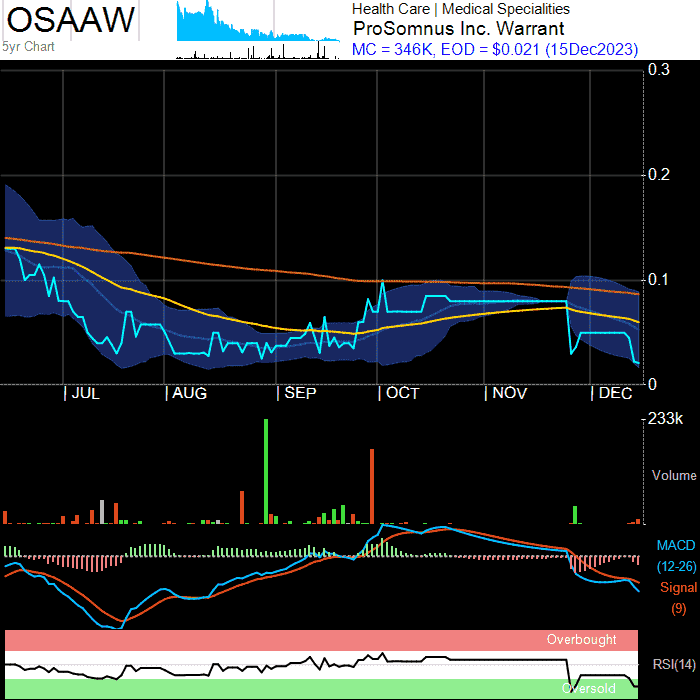 OSAAW
5yr Chart
Health Care | Medical Specialities
ProSomnus Inc. Warrant
MC = 346K, EOD = $0.021 (15Dec2023)
0.3
0.2
0.1
0
JUL AUG SEP OCT NOV DEC
233k
Volume
MACD
(12-26)
Signal
(9)
Overbought
RSI(14)
Oversold